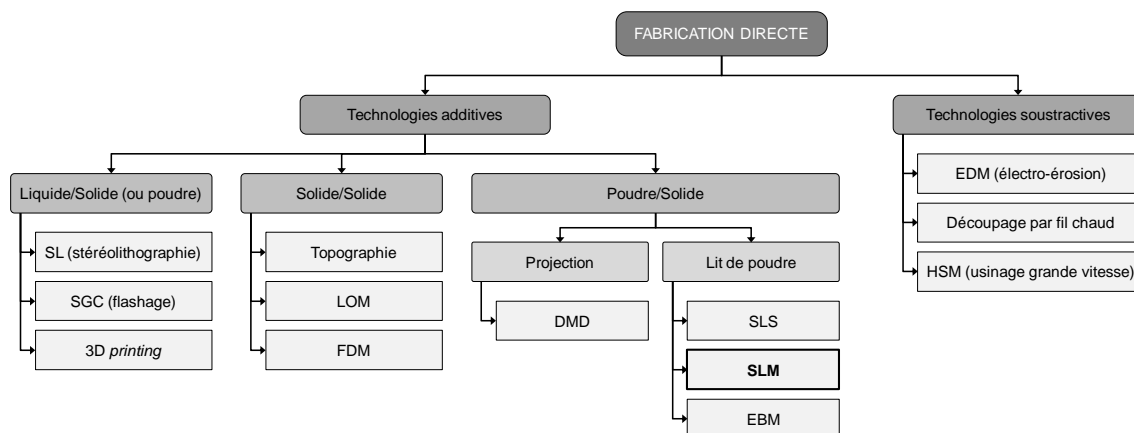 FABRICATION DIRECTE
Technologies additives
Technologies soustractives
Liquide/Solide (ou poudre)
Solide/Solide
Poudre/Solide
EDM (électro-érosion)
Découpage par fil chaud
HSM (usinage grande vitesse)
SL (stéréolithographie)
SGC (flashage)
3D printing
Topographie
LOM
FDM
Projection
Lit de poudre
DMD
SLS
SLM
EBM